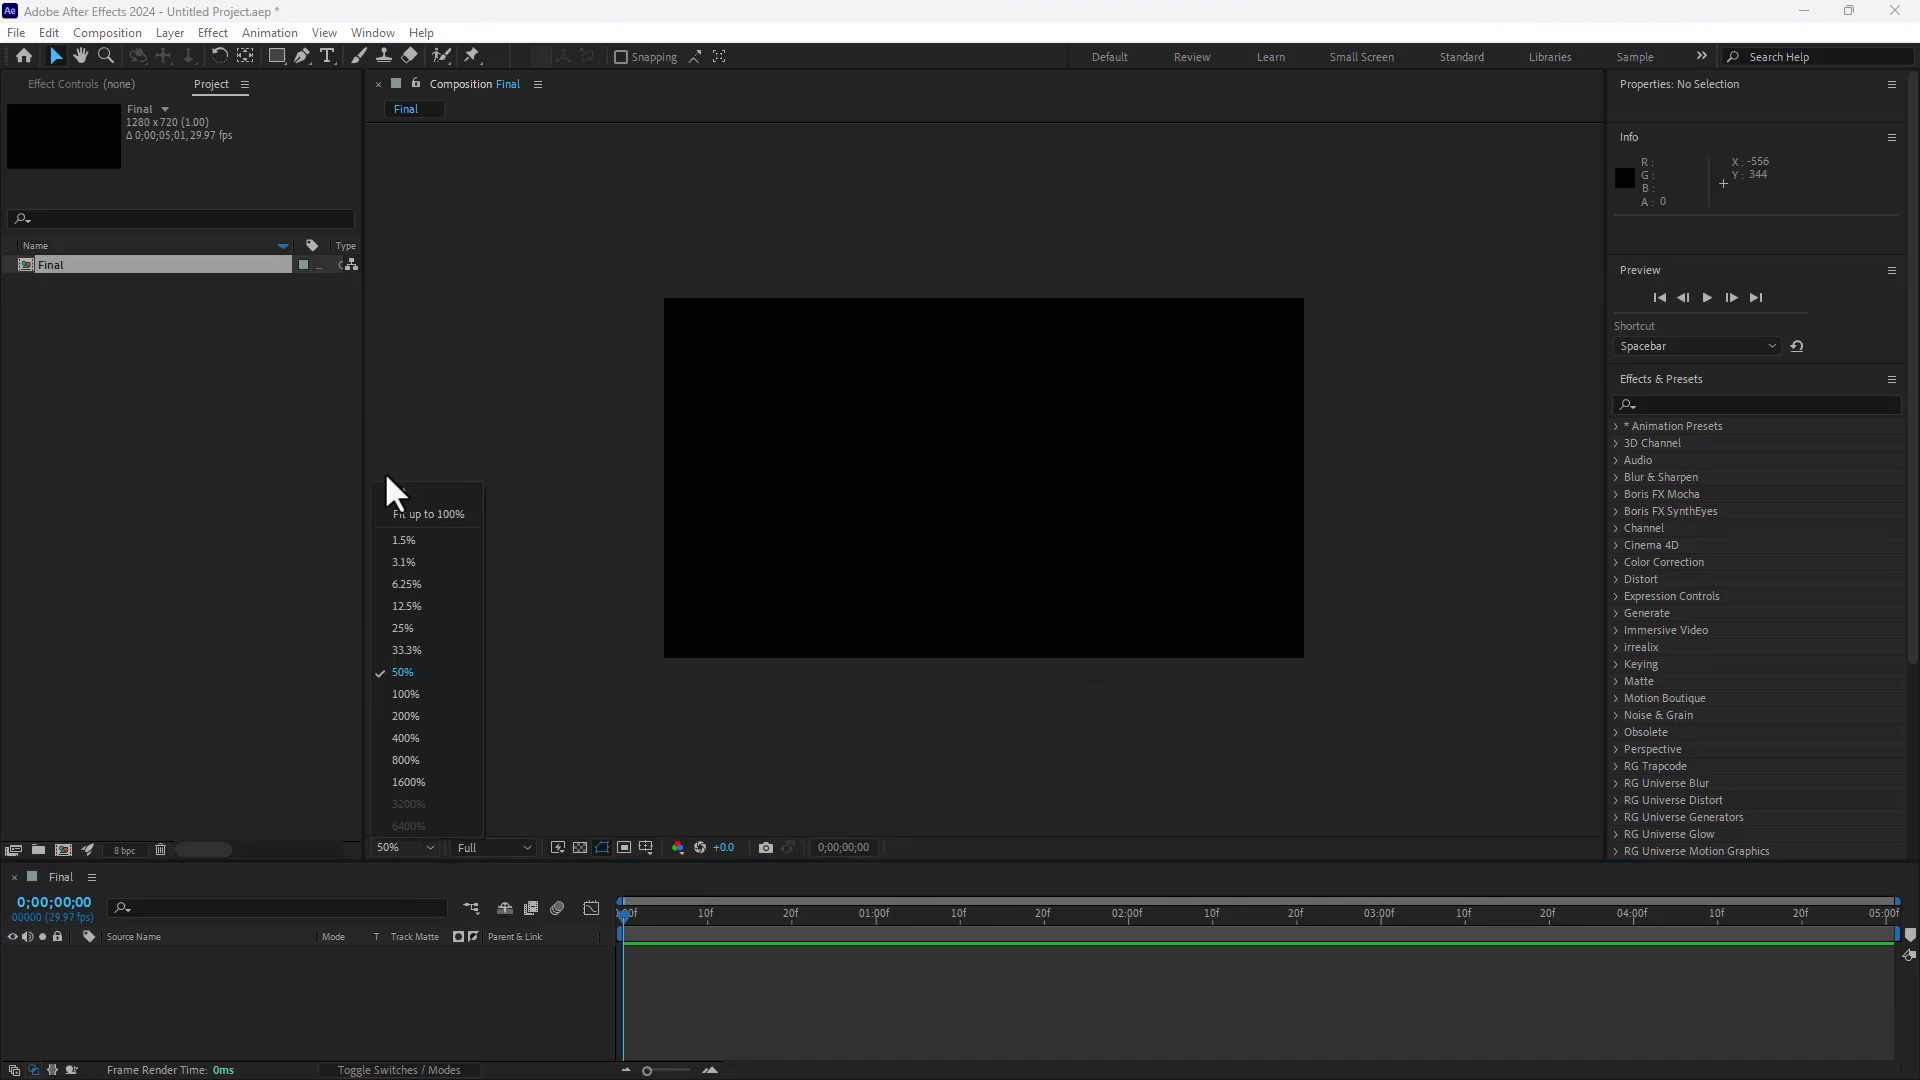 Ae Adobe After Effects 2024 - Untitled Project.aep *
File Edit Composition Layer Effect Animation View Window Help
Snapping Default Review Learn Small Screen Standard Libraries Sample Search Help
Effect Controls (none) Project
Final
1280 x 720 (1.00)
Δ 0;00;05;01, 29.97 fps
Name Type
Final
8 bpc
Composition Final
Final
Fit up to 100%
1.5%
3.1%
6.25%
12.5%
25%
33.3%
50%
100%
200%
400%
800%
1600%
3200%
6400%
50% Full +0.0 0;00;00;00
Properties: No Selection
Info
R :
G :
B :
A : 0
X : -556
Y : 344
Preview
Shortcut
Spacebar
Effects & Presets
* Animation Presets
3D Channel
Audio
Blur & Sharpen
Boris FX Mocha
Boris FX SynthEyes
Channel
Cinema 4D
Color Correction
Distort
Expression Controls
Generate
Immersive Video
irrealix
Keying
Matte
Motion Boutique
Noise & Grain
Obsolete
Perspective
RG Trapcode
RG Universe Blur
RG Universe Distort
RG Universe Generators
RG Universe Glow
RG Universe Motion Graphics
Final
0;00;00;00
00000 (29.97 fps)
Source Name Mode T Track Matte Parent & Link
10f 20f 01:00f 10f 20f 02:00f 10f 20f 03:00f 10f 20f 04:00f 10f 20f 05:00f
Frame Render Time: 0ms Toggle Switches / Modes